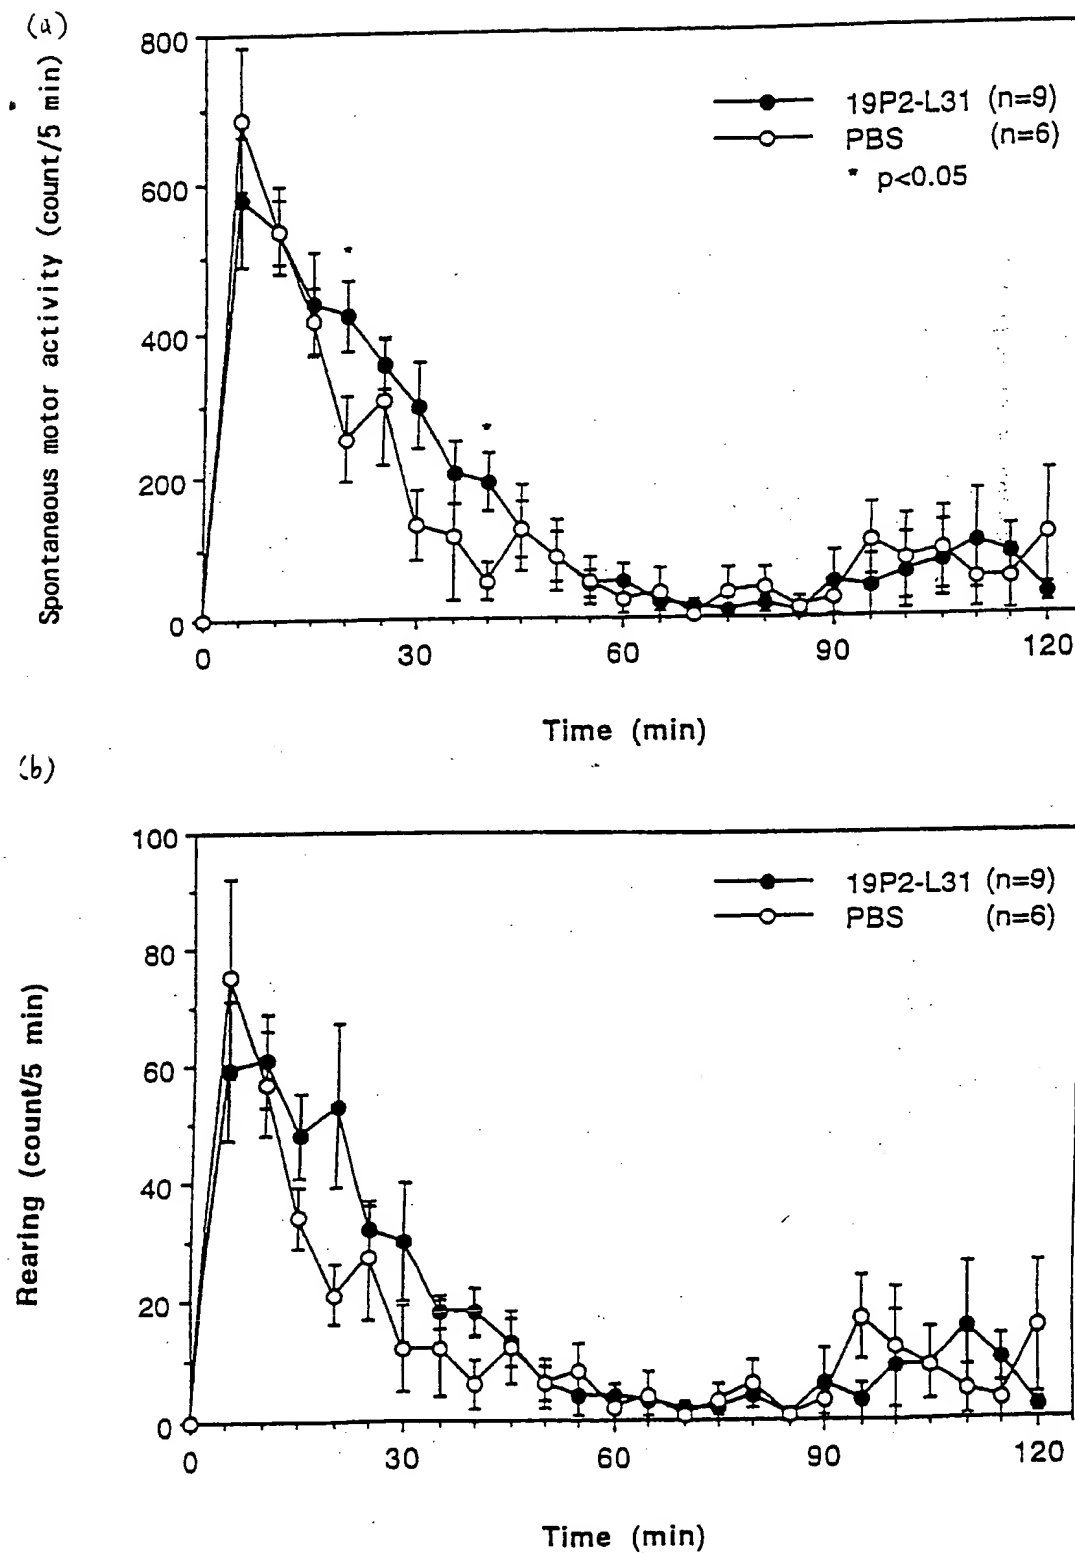 (a)
Spontaneous motor activity (count/5 min)
800
600
400
200
0
19P2-L31 (n=9)
PBS (n=6)
* p<0.05
*
*
0 30 60 90 120
Time (min)
(b)
Rearing (count/5 min)
100
80
60
40
20
0
19P2-L31 (n=9)
PBS (n=6)
0 30 60 90 120
Time (min)